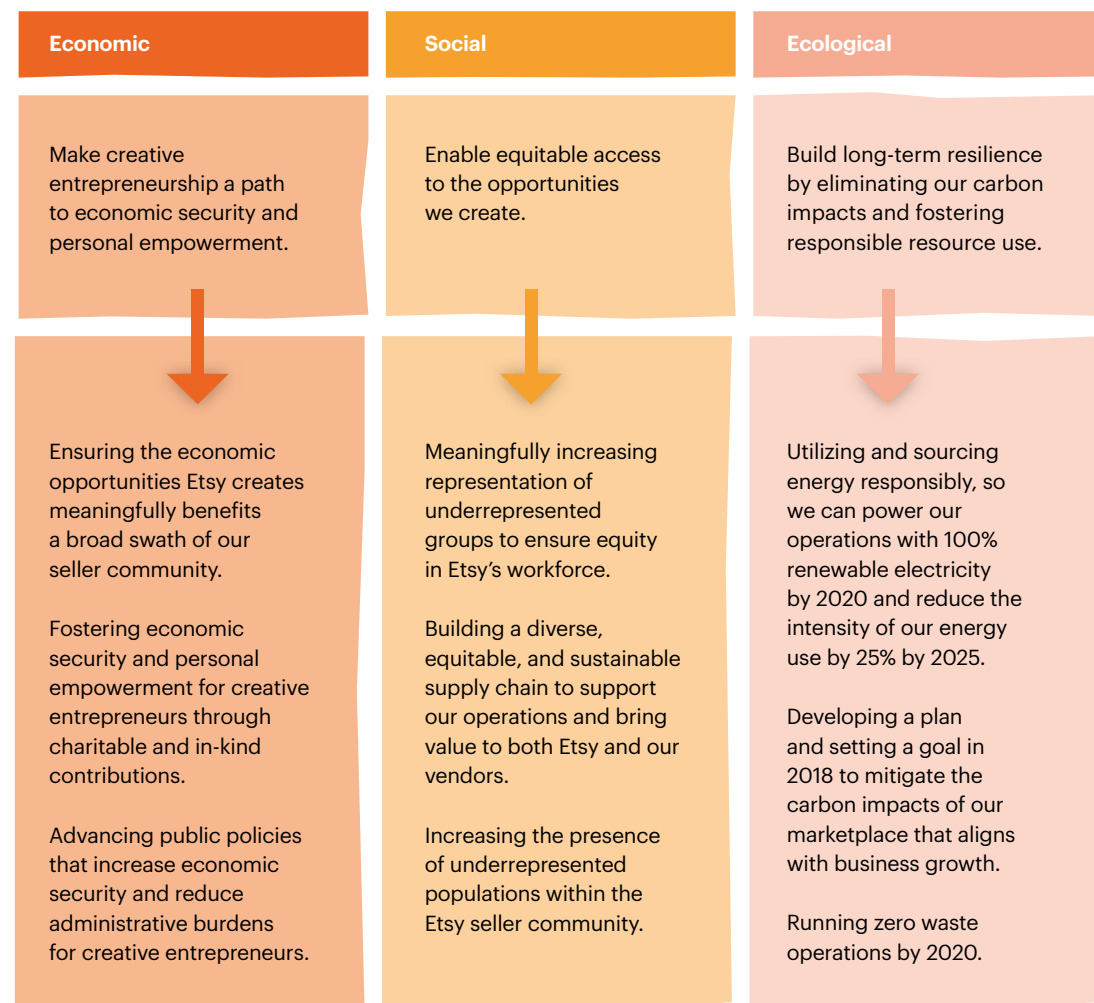 Economic
Make creative
entrepreneurship a path
to economic security and
personal empowerment.
Ensuring the economic
opportunities Etsy creates
meaningfully benefits
a broad swath of our
seller community.
Fostering economic
security and personal
empowerment for creative
entrepreneurs through
charitable and in-kind
contributions.
Advancing public policies
that increase economic
security and reduce
administrative burdens
for creative entrepreneurs.
Social
Enable equitable access
to the opportunities
we create.
Meaningfully increasing
representation of
underrepresented
groups to ensure equity
in Etsy’s workforce.
Building a diverse,
equitable, and sustainable
supply chain to support
our operations and bring
value to both Etsy and our
vendors.
Increasing the presence
of underrepresented
populations within the
Etsy seller community.
Ecological
Build long-term resilience
by eliminating our carbon
impacts and fostering
responsible resource use.
Utilizing and sourcing
energy responsibly, so
we can power our
operations with 100%
renewable electricity
by 2020 and reduce the
intensity of our energy
use by 25% by 2025.
Developing a plan
and setting a goal in
2018 to mitigate the
carbon impacts of our
marketplace that aligns
with business growth.
Running zero waste
operations by 2020.